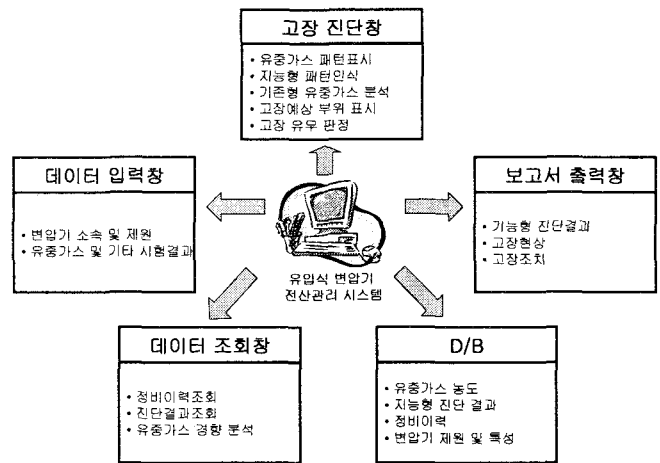 고장 진단창
• 유중가스 패턴표시
• 지능형 패턴인식
• 기존형 유중가스 분석
• 고장예상 부위 표시
• 고장 유무 판정
데이터 입력창
• 변압기 소속 및 제원
• 유중가스 및 기타 시험결과
보고서 출력창
• 기능형 진단결과
• 고장현상
• 고장조치
유입식 변압기
전산관리 시스템
데이터 조회창
• 정비이력조회
• 진단결과조회
• 유중가스 경향 분석
D/B
• 유중가스 농도
• 지능형 진단 결과
• 정비이력
• 변압기 제원 및 특성